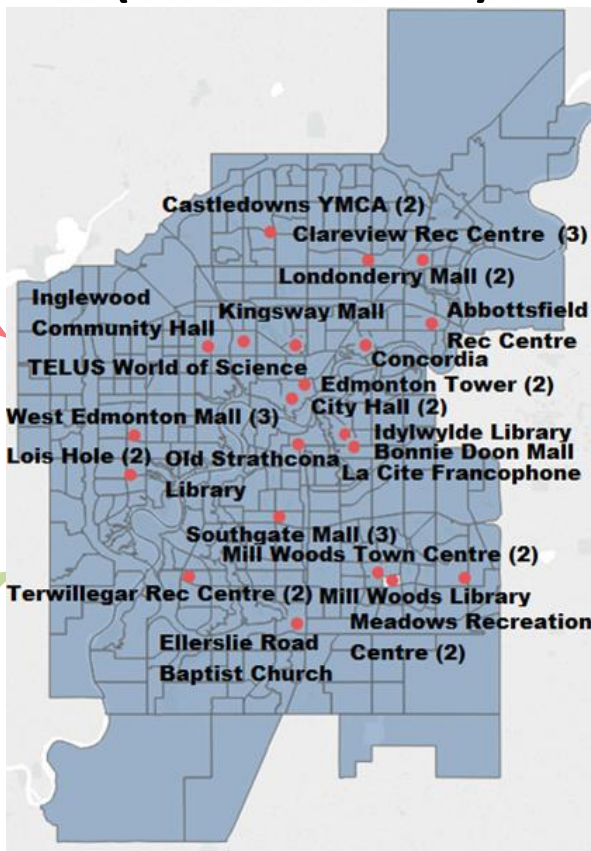 Castledowns YMCA (2)
Clareview Rec Centre (3)
Londonderry Mall (2)
Inglewood
Community Hall
Kingsway Mall
Abbottsfield
Rec Centre
Concordia
TELUS World of Science
Edmonton Tower (2)
City Hall (2)
West Edmonton Mall (3)
Idylwylde Library
Bonnie Doon Mall
Lois Hole (2)
Old Strathcona
Library
La Cite Francophone
Southgate Mall (3)
Mill Woods Town Centre (2)
Terwillegar Rec Centre (2)
Mill Woods Library
Meadows Recreation
Centre (2)
Ellerslie Road
Baptist Church